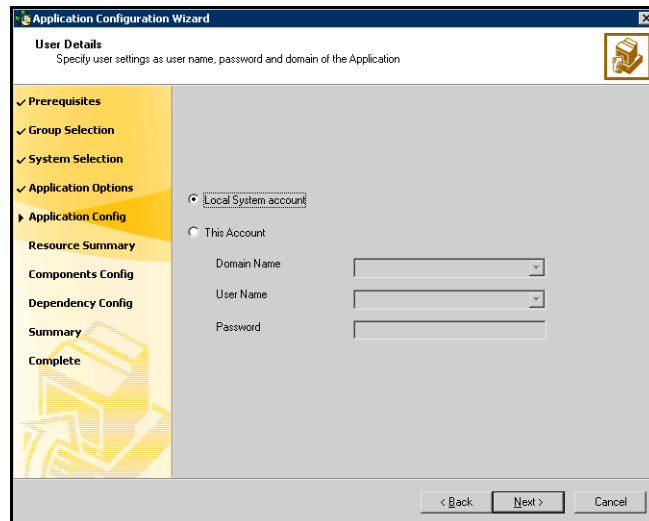 Application Configuration Wizard
User Details
Specify user settings as user name, password and domain of the Application
Prerequisites
Group Selection
System Selection
Application Options
Application Config
Resource Summary
Components Config
Dependency Config
Summary
Complete
Local System account
This Account
Domain Name
User Name
Password
< Back
Next >
Cancel